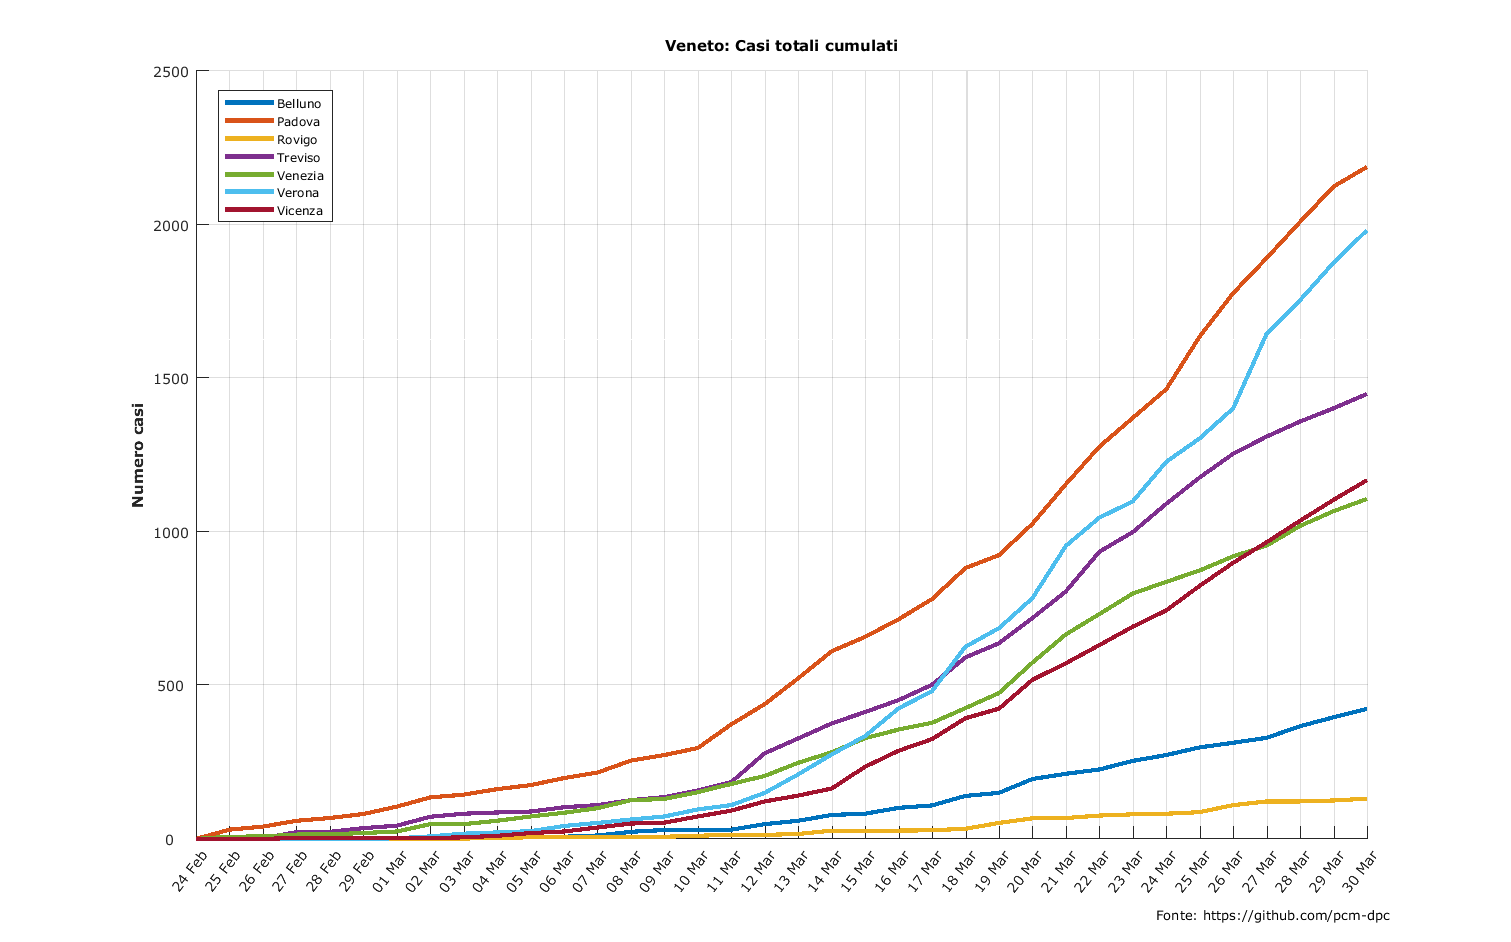 Veneto: Casi totali cumulati
2500
2000
1500
1000
500
0
Numero casi
Belluno
Padova
Rovigo
Treviso
Venezia
Verona
Vicenza
24 Feb
25 Feb
26 Feb
27 Feb
28 Feb
29 Feb
01 Mar
02 Mar
03 Mar
04 Mar
05 Mar
06 Mar
07 Mar
08 Mar
09 Mar
10 Mar
11 Mar
12 Mar
13 Mar
14 Mar
15 Mar
16 Mar
17 Mar
18 Mar
19 Mar
20 Mar
21 Mar
22 Mar
23 Mar
24 Mar
25 Mar
26 Mar
27 Mar
28 Mar
29 Mar
30 Mar
Fonte: https://github.com/pcm-dpc